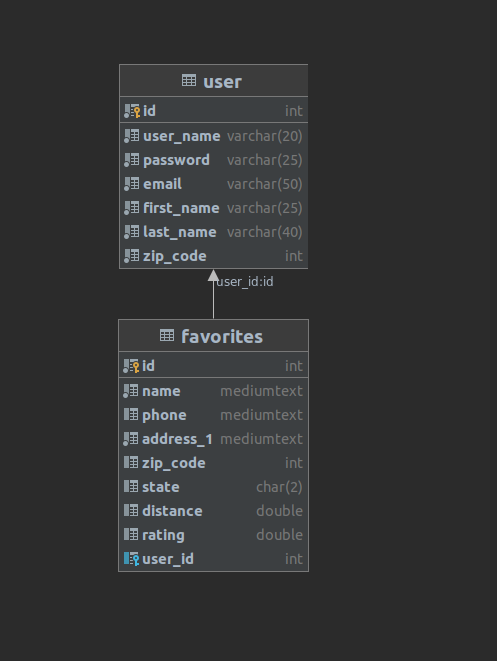 user
id int
user_name varchar(20)
password varchar(25)
email varchar(50)
first_name varchar(25)
last_name varchar(40)
zip_code int
user_id:id
favorites
id int
name mediumtext
phone mediumtext
address_1 mediumtext
zip_code int
state char(2)
distance double
rating double
user_id int